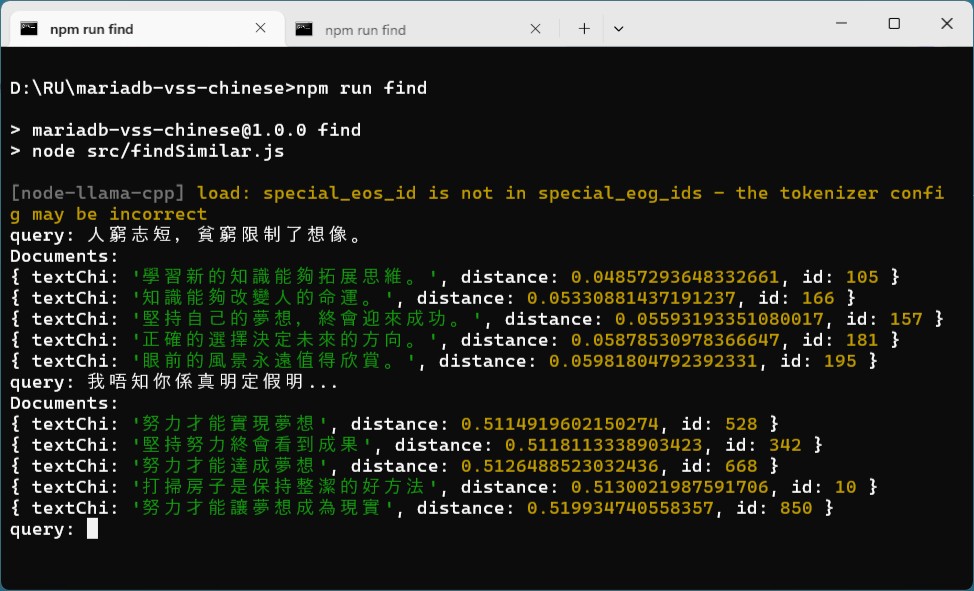 npm run find
npm run find
D:\RU\mariadb-vss-chinese>npm run find
> mariadb-vss-chinese@1.0.0 find
> node src/findSimilar.js
[node-llama-cpp] load: special_eos_id is not in special_eog_ids - the tokenizer confi
g may be incorrect
query: 人窮志短，貧窮限制了想像。
Documents:
{ textChi: '學習新的知識能夠拓展思維。', distance: 0.04857293648332661, id: 105 }
{ textChi: '知識能夠改變人的命運。', distance: 0.05330881437191237, id: 166 }
{ textChi: '堅持自己的夢想，終會迎來成功。', distance: 0.05593193351080017, id: 157 }
{ textChi: '正確的選擇決定未來的方向。', distance: 0.05878530978366647, id: 181 }
{ textChi: '眼前的風景永遠值得欣賞。', distance: 0.05981804792392331, id: 195 }
query: 我唔知你係真明定假明...
Documents:
{ textChi: '努力才能實現夢想', distance: 0.5114919602150274, id: 528 }
{ textChi: '堅持努力終會看到成果', distance: 0.5118113338903423, id: 342 }
{ textChi: '努力才能達成夢想', distance: 0.5126488523032436, id: 668 }
{ textChi: '打掃房子是保持整潔的好方法', distance: 0.5130021987591706, id: 10 }
{ textChi: '努力才能讓夢想成為現實', distance: 0.519934740558357, id: 850 }
query: